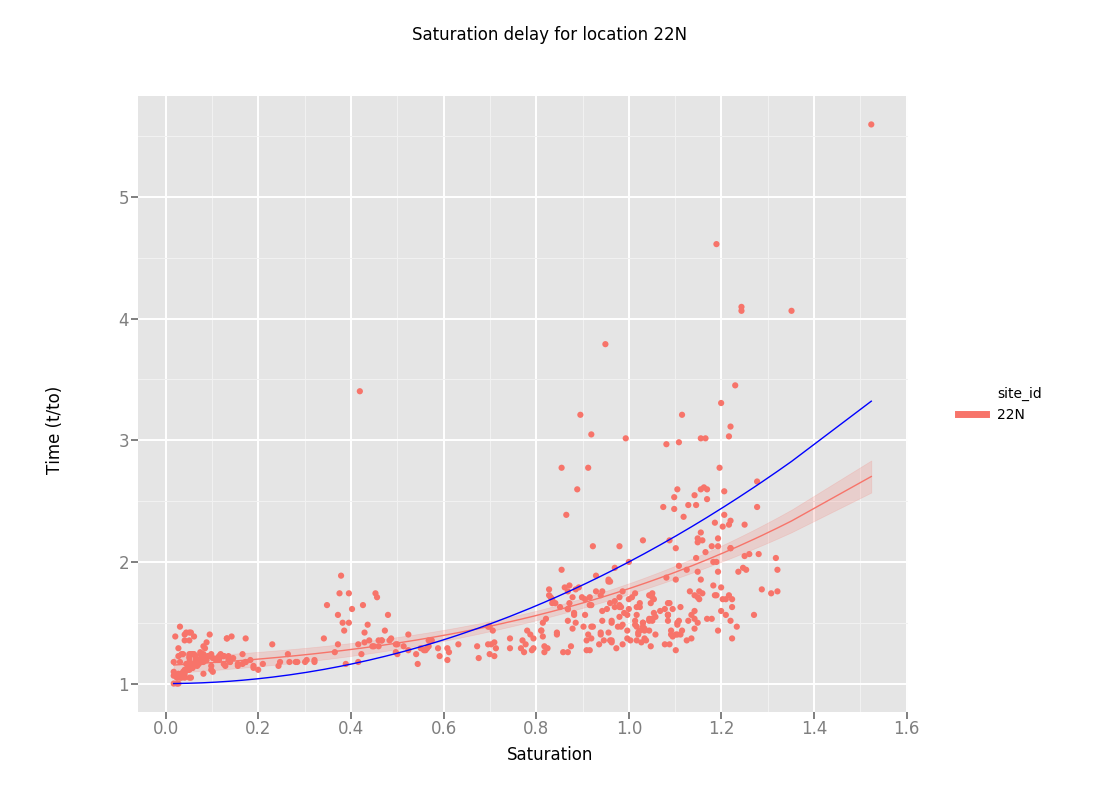 Saturation delay for location 22N
5
4
3
2
1
Time (t/to)
0.0 0.2 0.4 0.6 0.8 1.0 1.2 1.4 1.6
Saturation
site_id
22N